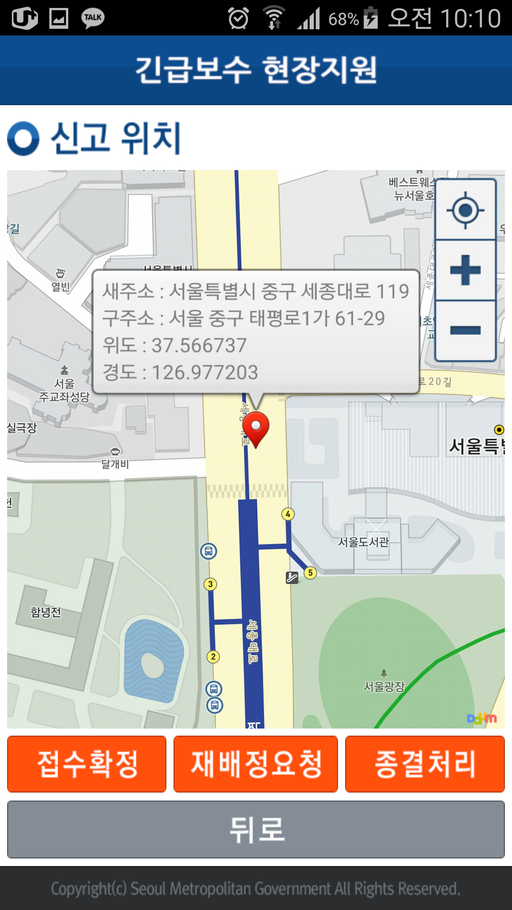 TALK
68%
오전 10:10
긴급보수 현장지원
신고 위치
베스트웨스
뉴서울호
열빈
새주소 : 서울특별시 중구 세종대로 119
구주소 : 서울 중구 태평로1가 61-29
위도 : 37.566737
경도 : 126.977203
로20길
서울
주교좌성당
실극장
서울특별
달개비
4
서울도서관
5
3
함녕전
세종대로
2
서울광장
Daum
접수확정
재배정요청
종결처리
뒤로
Copyright(c) Seoul Metropolitan Government All Rights Reserved.